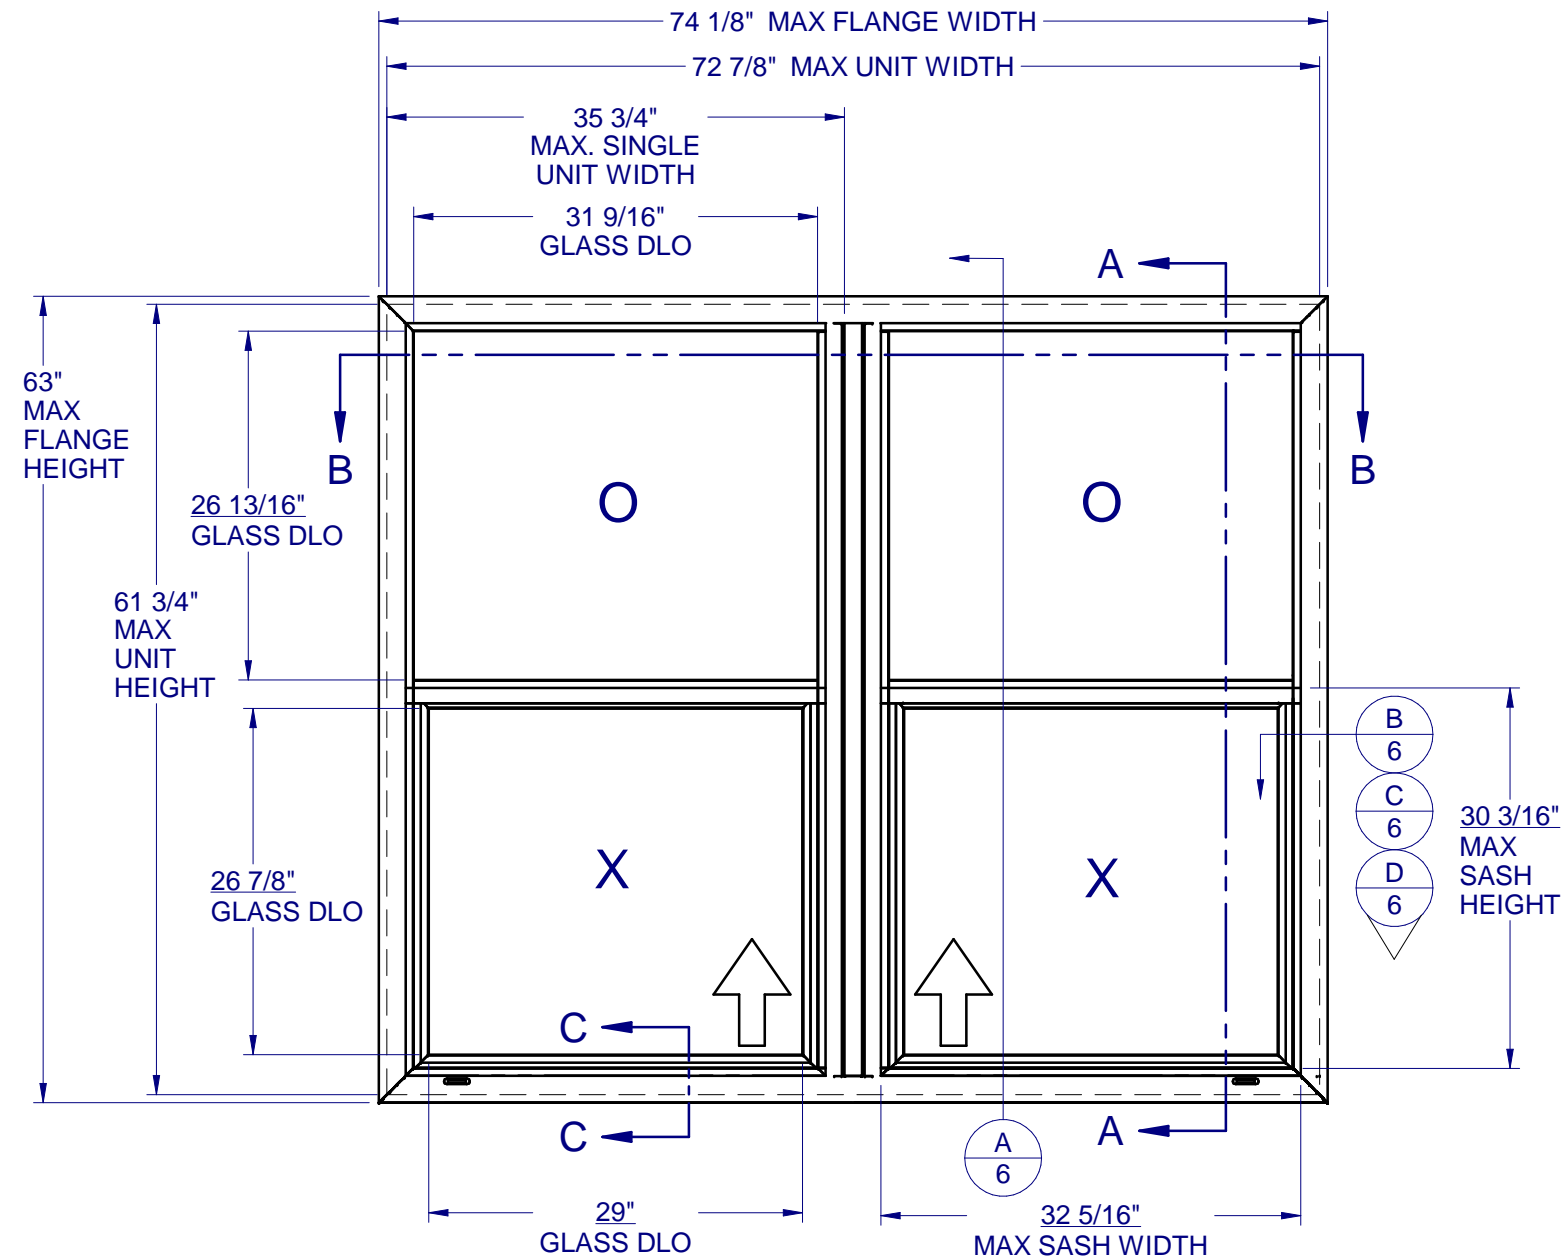 74 1/8"  MAX FLANGE WIDTH
72 7/8"  MAX UNIT WIDTH
35 3/4"
MAX. SINGLE
UNIT WIDTH
31 9/16"
GLASS DLO
A
B
B
63"
MAX
FLANGE
HEIGHT
26 13/16"
GLASS DLO
O
O
61 3/4"
MAX
UNIT
HEIGHT
B
6
C
6
D
6
30 3/16"
MAX
SASH
HEIGHT
26 7/8"
GLASS DLO
X
X
C
C
A
A
6
29"
GLASS DLO
32 5/16"
MAX SASH WIDTH